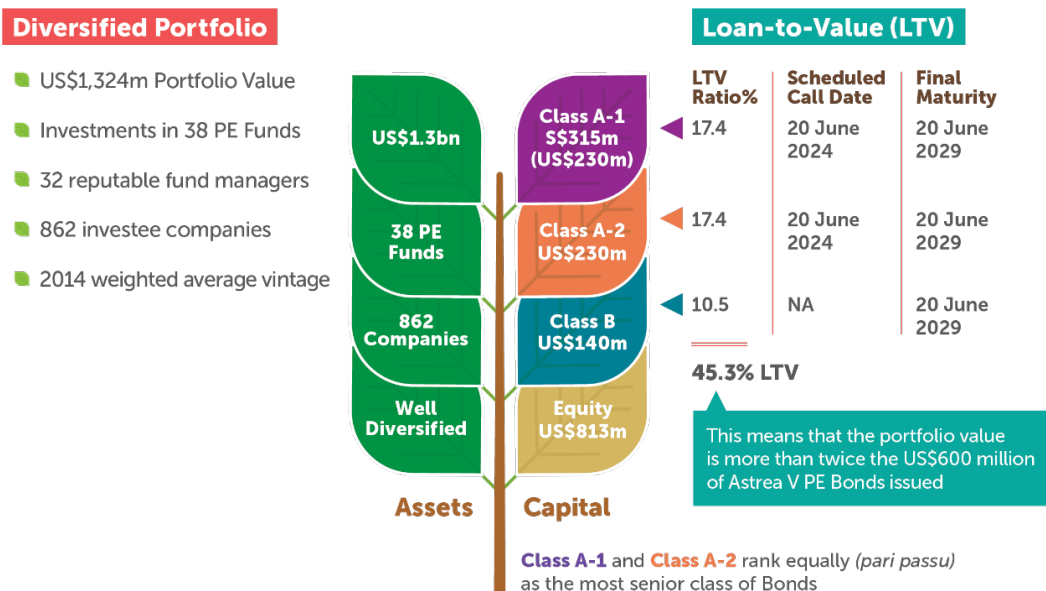 Diversified Portfolio
US$1,324m Portfolio Value
Investments in 38 PE Funds
32 reputable fund managers
862 investee companies
2014 weighted average vintage
US$1.3bn
38 PE
Funds
862
Companies
Well
Diversified
Assets
Class A-1
S$315m
(US$230m)
Class A-2
US$230m
Class B
US$140m
Equity
US$813m
Capital
Loan-to-Value (LTV)
LTV
Ratio%
Scheduled
Call Date
Final
Maturity
17.4
20 June
2024
20 June
2029
17.4
20 June
2024
20 June
2029
10.5
NA
20 June
2029
45.3% LTV
This means that the portfolio value
is more than twice the US$600 million
of Astrea V PE Bonds issued
Class A-1 and Class A-2 rank equally (pari passu)
as the most senior class of Bonds